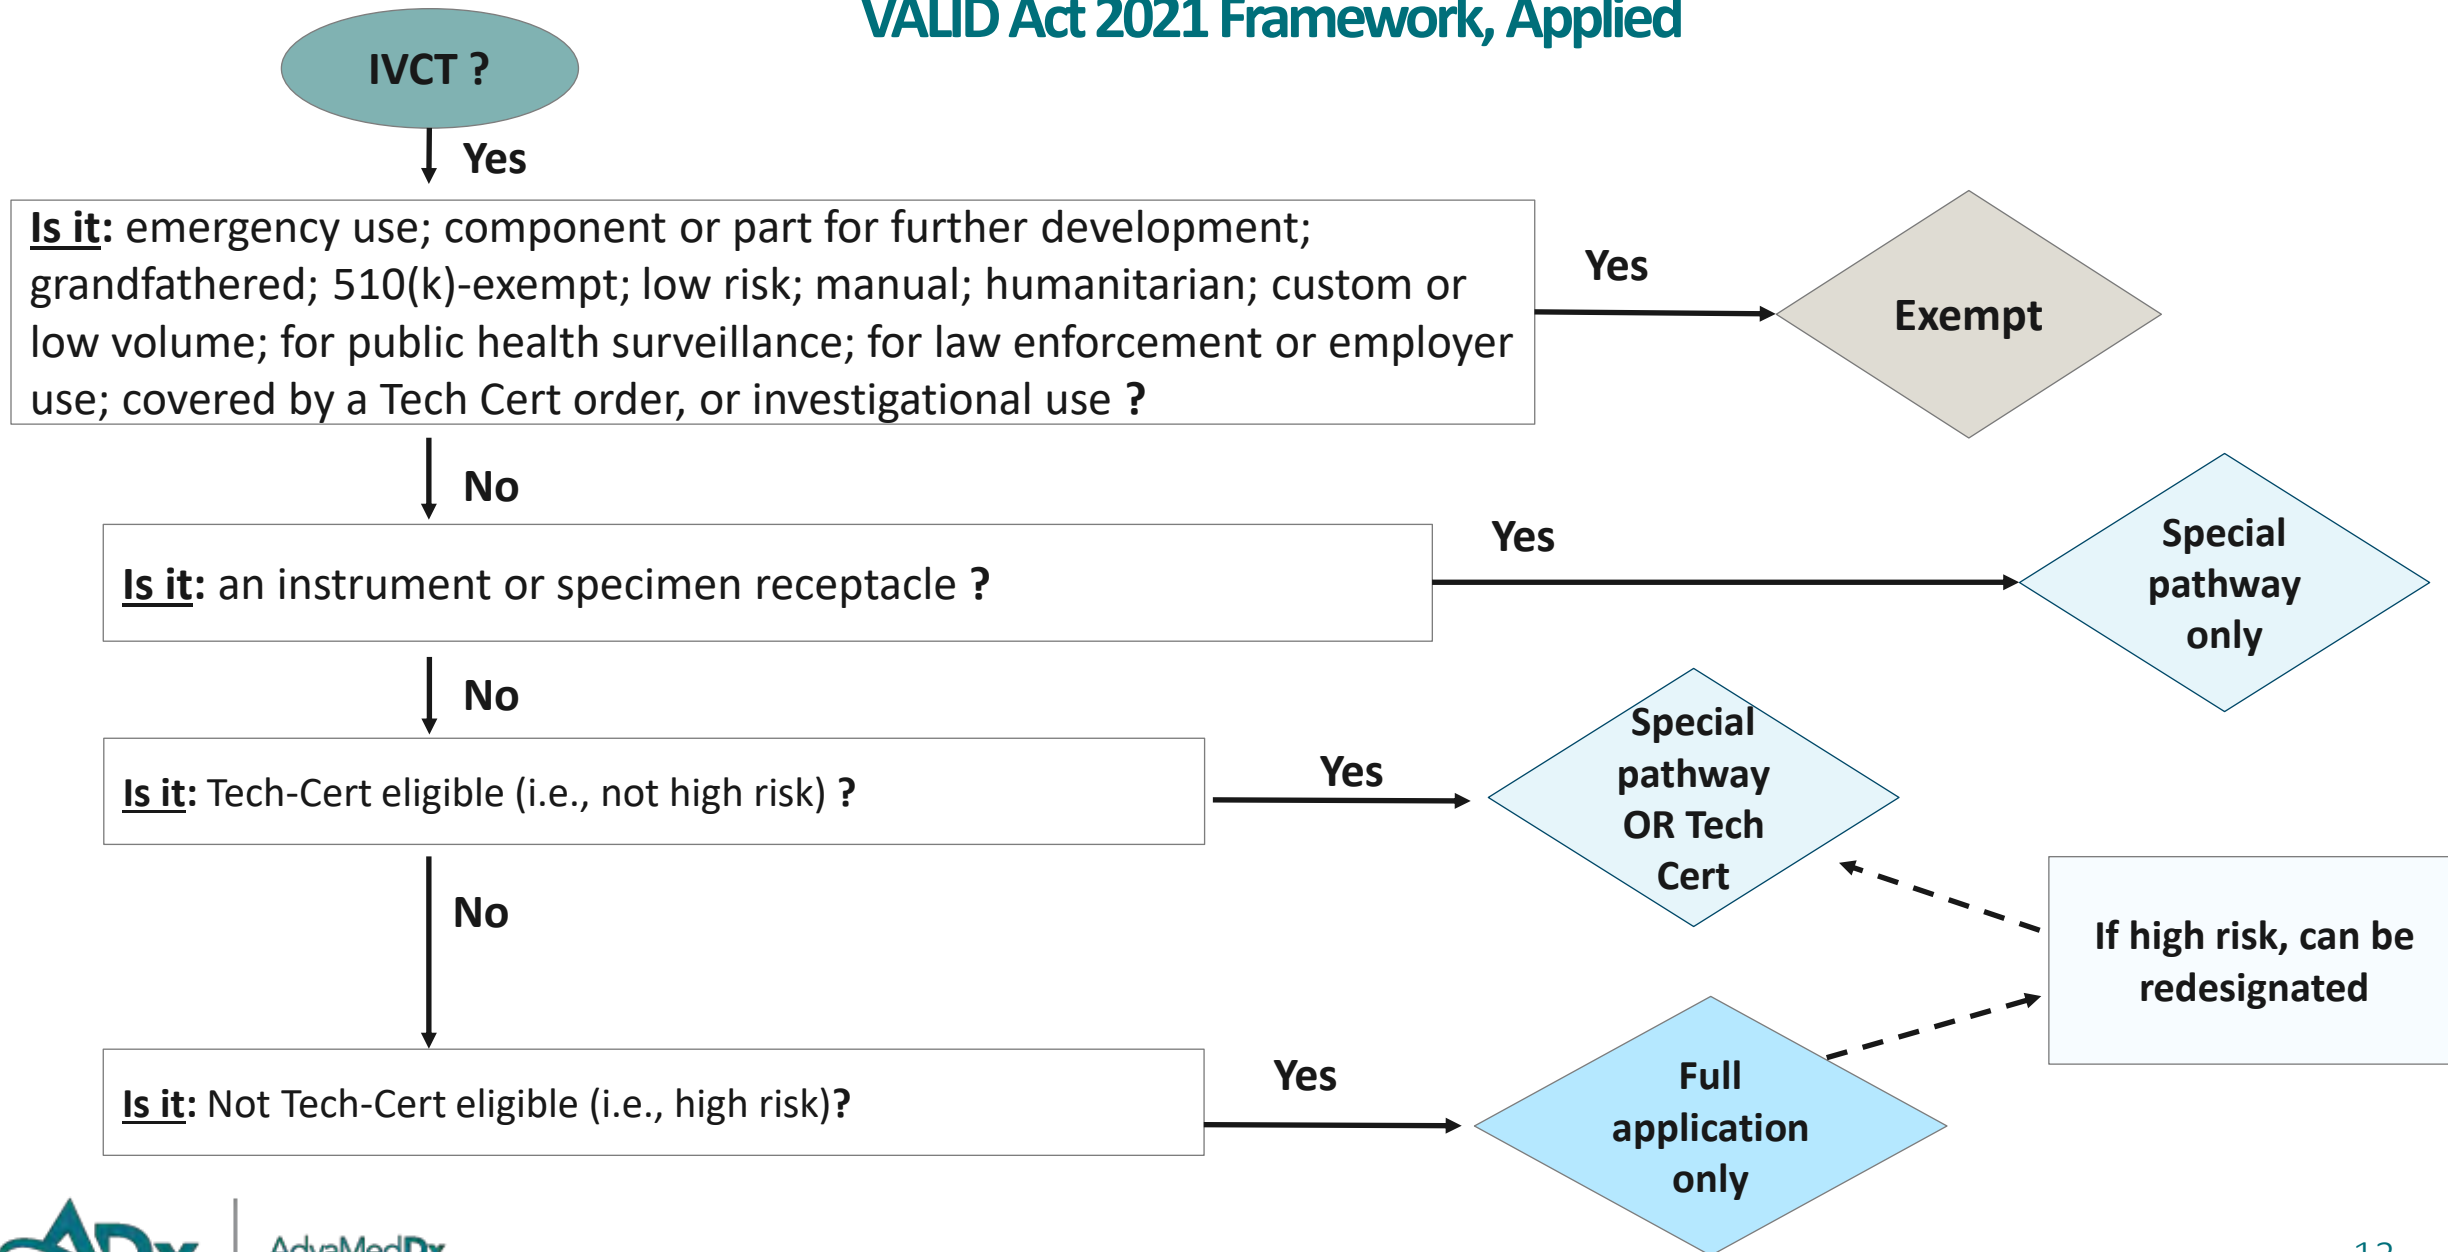 VALID Act 2021 Framework, Applied
IVCT ?
Yes
Is it: emergency use; component or part for further development;
grandfathered; 510(k)-exempt; low risk; manual; humanitarian; custom or
low volume; for public health surveillance; for law enforcement or employer
use; covered by a Tech Cert order, or investigational use ?
Yes
Exempt
No
Is it: an instrument or specimen receptacle ?
Yes
Special
pathway
only
No
Is it: Tech-Cert eligible (i.e., not high risk) ?
Yes
Special
pathway
OR Tech
Cert
If high risk, can be
redesignated
No
Is it: Not Tech-Cert eligible (i.e., high risk)?
Yes
Full
application
only
ADx
AdvaMedDx